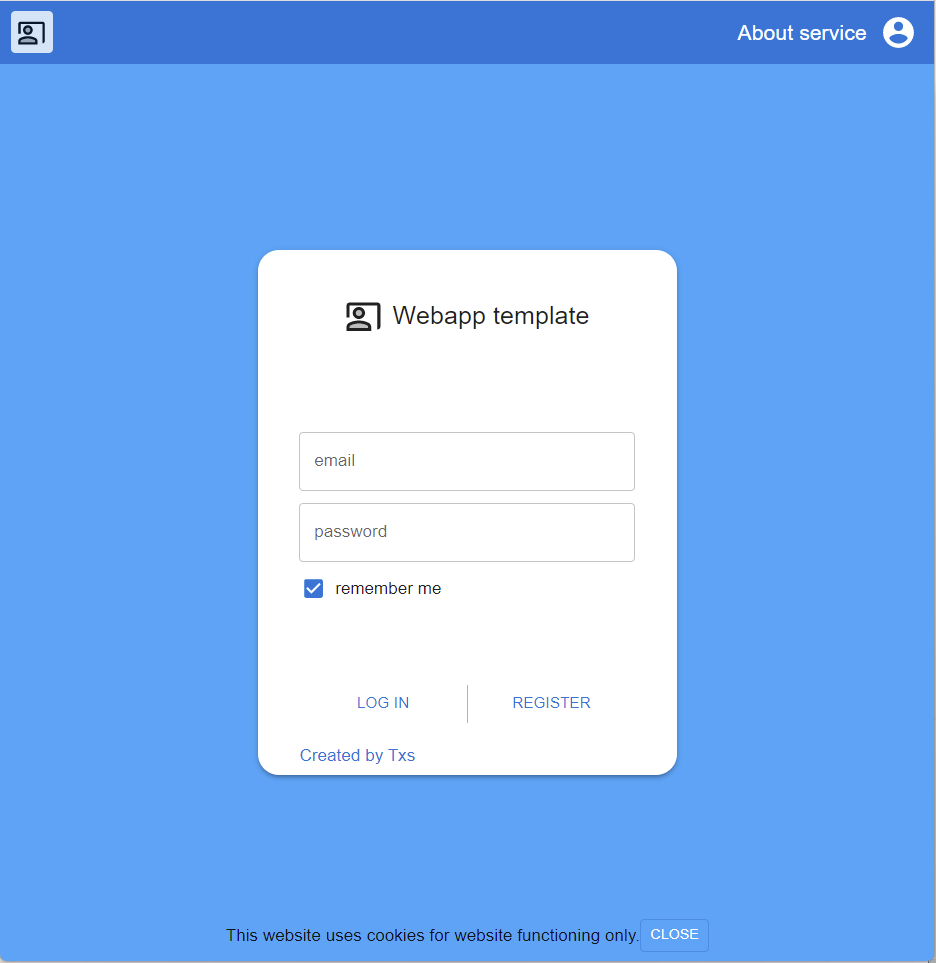 About service
Webapp template
email
password
remember me
LOG IN
REGISTER
Created by Txs
This website uses cookies for website functioning only. CLOSE